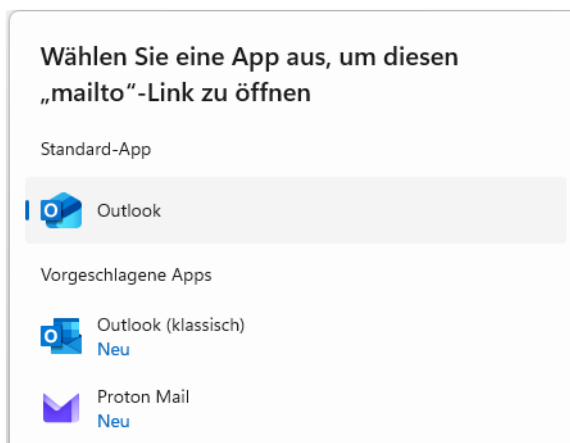 Wählen Sie eine App aus, um diesen
„mailto“-Link zu öffnen
Standard-App
Outlook
Vorgeschlagene Apps
Outlook (klassisch)
Neu
Proton Mail
Neu